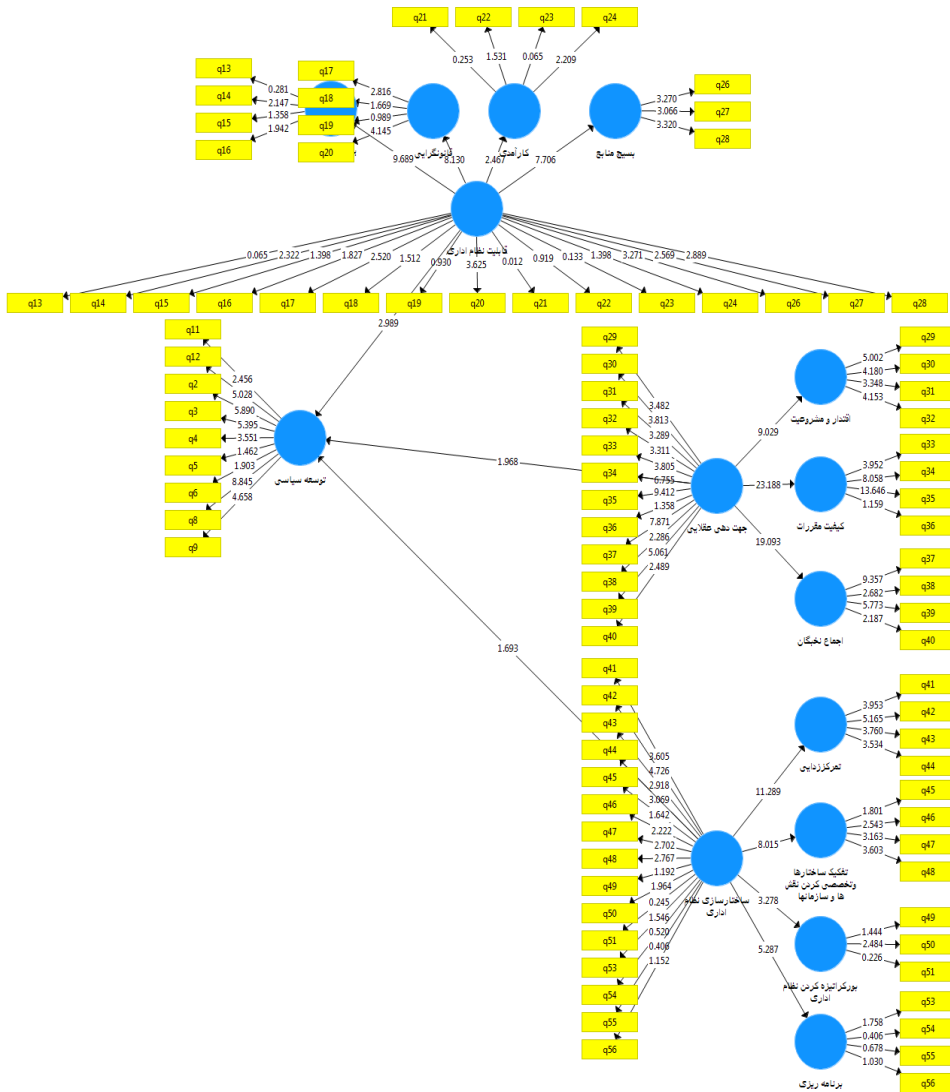 q21
q22
q23
q24
0.253
1.531
0.065
2.209
q13
q14
q15
q16
0.281
2.147
1.358
1.942
q17
q18
q19
q20
2.816
1.669
0.989
4.145
قانونگرایی
کارآمدی
بسیج منابع
3.270
3.066
3.320
q26
q27
q28
9.689
8.130
2.467
7.706
قابلیت نظام اداری
0.065
2.322
1.398
1.827
2.520
1.512
0.930
3.625
0.012
0.919
0.133
1.398
3.271
2.569
2.889
q13
q14
q15
q16
q17
q18
q19
q20
q21
q22
q23
q24
q26
q27
q28
2.989
q11
q12
q2
q3
q4
q5
q6
q8
q9
2.456
5.028
5.890
5.395
3.551
1.462
1.903
8.845
4.658
توسعه سیاسی
1.968
1.693
q29
q30
q31
q32
q33
q34
q35
q36
q37
q38
q39
q40
3.482
3.813
3.289
3.311
3.805
6.755
9.412
1.358
7.871
2.286
5.061
2.489
جهت دهی عقلایی
9.029
23.188
19.093
اقتدار و مشروعیت
5.002
4.180
3.348
4.153
q29
q30
q31
q32
کیفیت مقررات
3.952
8.058
13.646
1.159
q33
q34
q35
q36
اجماع نخبگان
9.357
2.682
5.773
2.187
q37
q38
q39
q40
q41
q42
q43
q44
q45
q46
q47
q48
q49
q50
q51
q53
q54
q55
q56
3.605
4.726
2.918
3.069
1.642
2.222
2.702
2.767
1.192
1.964
0.245
1.546
0.520
0.406
1.152
ساختارسازی نظام
اداری
11.289
8.015
3.278
5.287
تمرکززدایی
3.953
5.165
3.760
3.534
q41
q42
q43
q44
تفکیک ساختارها
وتخصصی کردن نقش
ها و سازمانها
1.801
2.543
3.163
3.603
q45
q46
q47
q48
بورکراتیزه کردن نظام
اداری
1.444
2.484
0.226
q49
q50
q51
برنامه ریزی
1.758
0.406
0.678
1.030
q53
q54
q55
q56